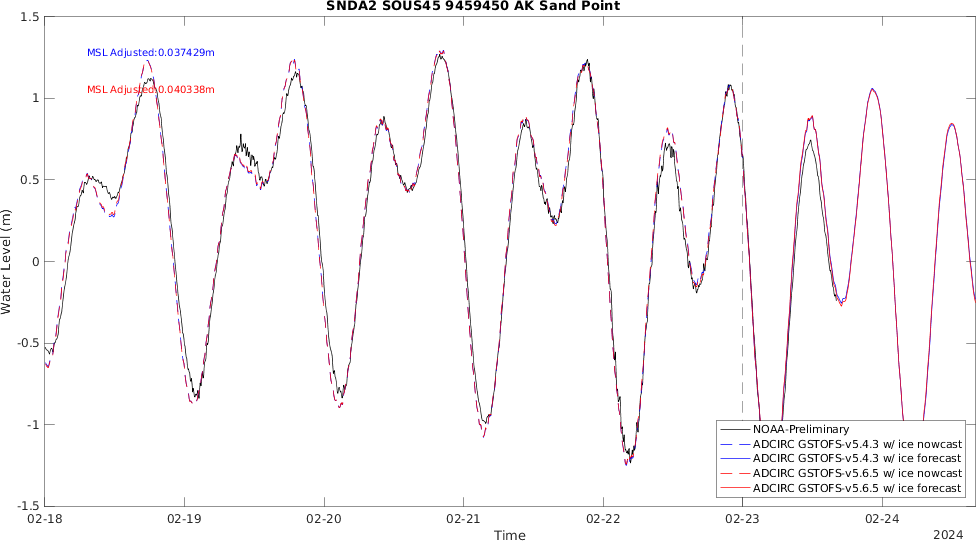 SNDA2 SOUS45 9459450 AK Sand Point
1.5
1
0.5
0
-0.5
-1
-1.5
Water Level (m)
MSL Adjusted:0.037429m
MSL Adjusted:0.040338m
NOAA-Preliminary
ADCIRC GSTOFS-v5.4.3 w/ ice nowcast
ADCIRC GSTOFS-v5.4.3 w/ ice forecast
ADCIRC GSTOFS-v5.6.5 w/ ice nowcast
ADCIRC GSTOFS-v5.6.5 w/ ice forecast
02-18 02-19 02-20 02-21 02-22 02-23 02-24
Time
2024